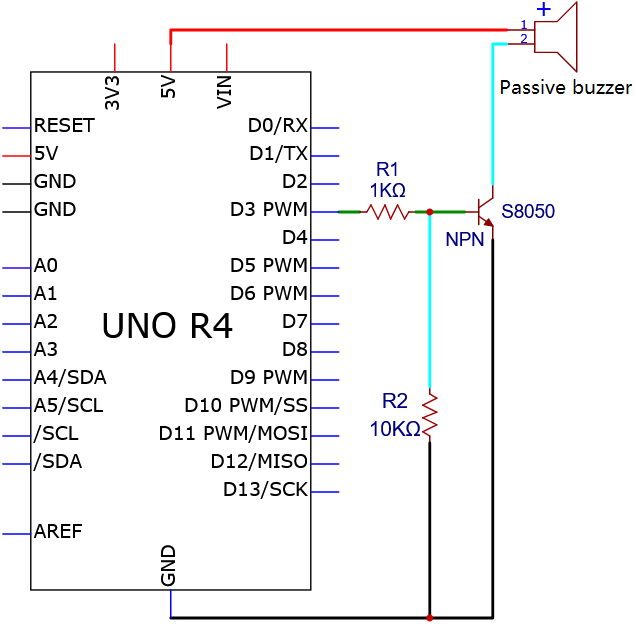 +
1
2
Passive buzzer
3V3
5V
VIN
RESET
5V
GND
GND
A0
A1
A2
A3
A4/SDA
A5/SCL
/SCL
/SDA
AREF
UNO R4
D0/RX
D1/TX
D2
D3 PWM
D4
D5 PWM
D6 PWM
D7
D8
D9 PWM
D10 PWM/SS
D11 PWM/MOSI
D12/MISO
D13/SCK
GND
R1
1KΩ
S8050
NPN
R2
10KΩ